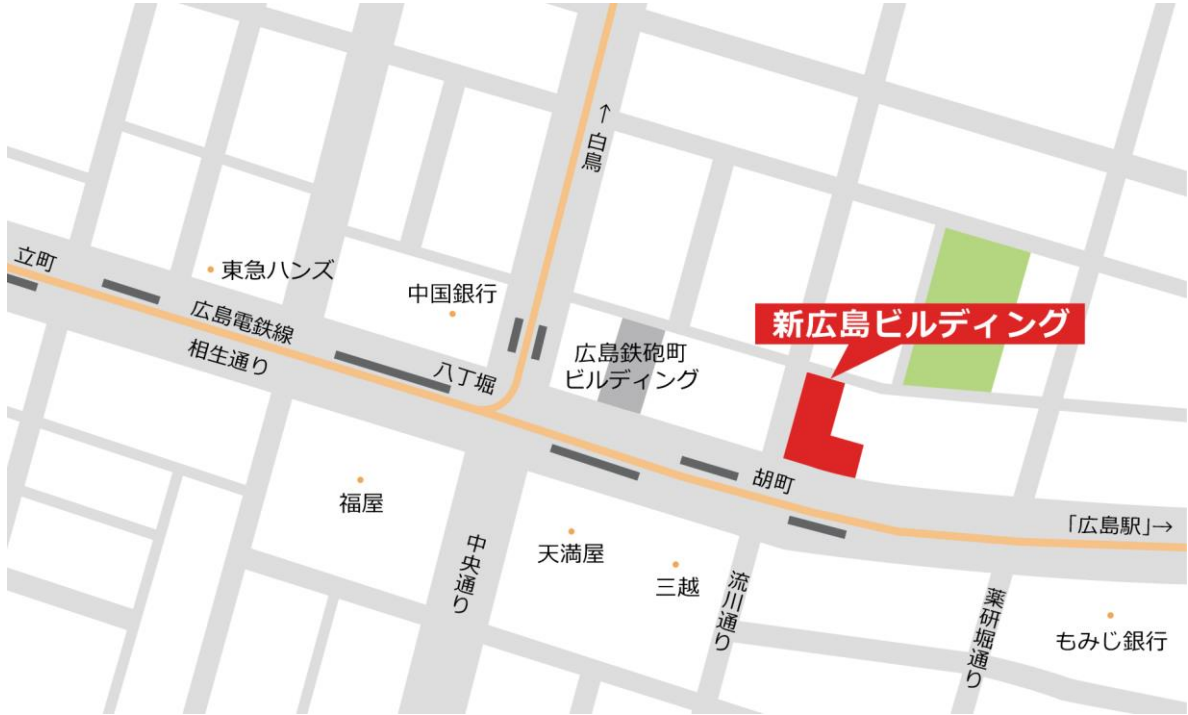 ↑白鳥
立町
東急ハンズ
中国銀行
新広島ビルディング
広島電鉄線
相生通り
八丁堀
広島鉄砲町
ビルディング
胡町
福屋
「広島駅」→
中央通り
天満屋
三越
流川通り
薬研堀通り
もみじ銀行